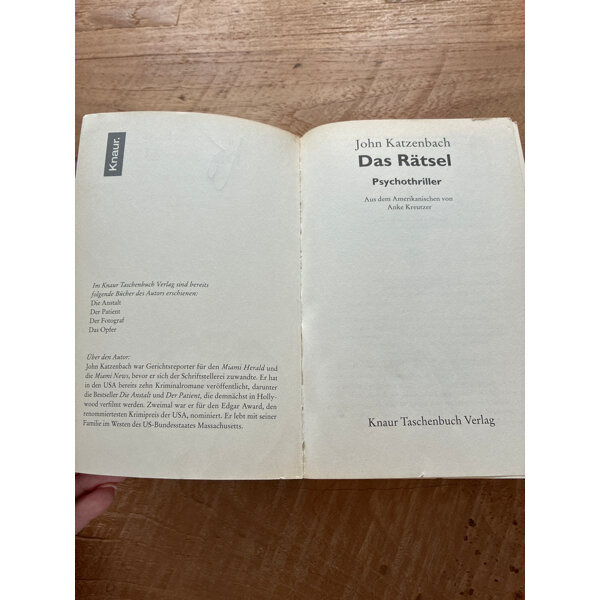 Knaur.
Im Knaur Taschenbuch Verlag sind bereits
folgende Bücher des Autors erschienen:
Die Anstalt
Der Patient
Der Fotograf
Das Opfer
Über den Autor:
John Katzenbach war Gerichtsreporter für den Miami Herald und
die Miami News, bevor er sich der Schriftstellerei zuwandte. Er hat
in den USA bereits zehn Kriminalromane veröffentlicht, darunter
die Bestseller Die Anstalt und Der Patient, die demnächst in Holly-
wood verfilmt werden. Zweimal war er für den Edgar Award, den
renommiertesten Krimipreis der USA, nominiert. Er lebt mit seiner
Familie im Westen des US-Bundesstaates Massachusetts.
John Katzenbach
Das Rätsel
Psychothriller
Aus dem Amerikanischen von
Anke Kreutzer
Knaur Taschenbuch Verlag